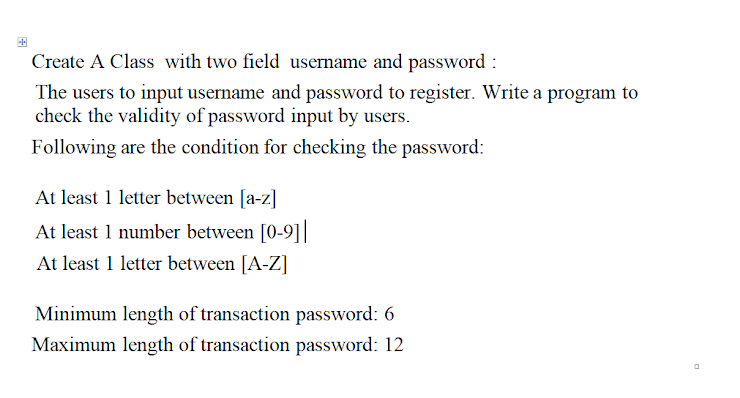 Create A Class with two field username and password :
The users to input username and password to register. Write a program to
check the validity of password input by users.
Following are the condition for checking the password:
At least 1 letter between [a-z]
At least 1 number between [0-9]
At least 1 letter between [A-Z]
Minimum length of transaction password: 6
Maximum length of transaction password: 12